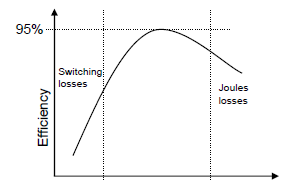 95%
Switching
losses
Joules
losses
Efficiency